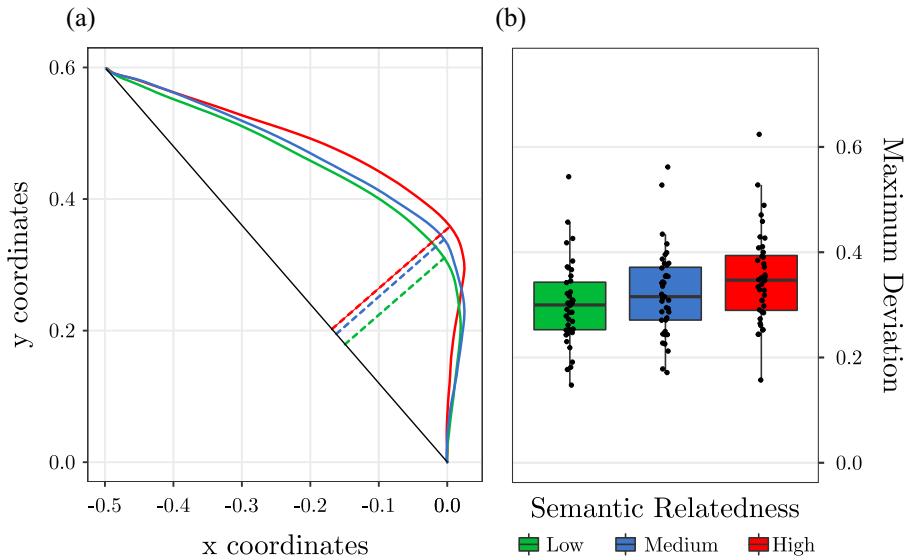 (a)
(b)
y coordinates
0.6
0.4
0.2
0.0
-0.5 -0.4 -0.3 -0.2 -0.1 0.0
x coordinates
0.6
0.4
0.2
0.0
Maximum Deviation
Semantic Relatedness
Low Medium High